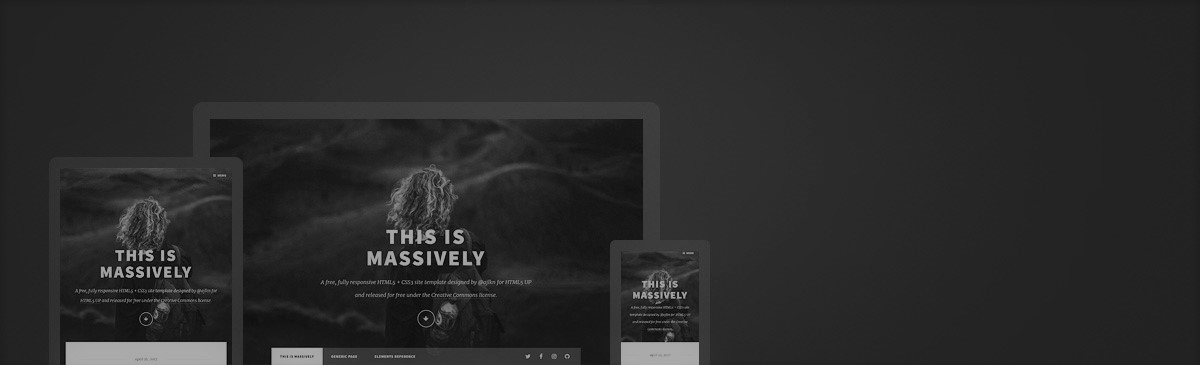 MENU
THIS IS
MASSIVELY
A free, fully responsive HTML5 + CSS3 site template designed by @ajlkn for
HTML5 UP and released for free under the Creative Commons license.
April 25, 2017
THIS IS
MASSIVELY
A free, fully responsive HTML5 + CSS3 site template designed by @ajlkn for HTML5 UP
and released for free under the Creative Commons license.
THIS IS MASSIVELY GENERIC PAGE ELEMENTS REFERENCE
MENU
THIS IS
MASSIVELY
A free, fully responsive HTML5 + CSS3 site
template designed by @ajlkn for HTML5 UP
and released for free under the Creative
Commons license.